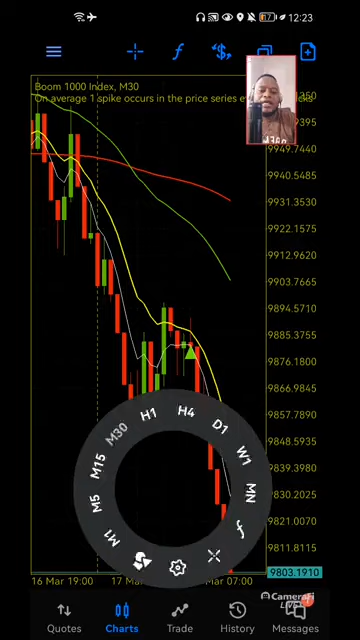 12:23
Boom 1000 Index, M30
On average 1 spike occurs in the price series e
9949.7440
9940.5485
9931.3530
9922.1575
9912.9620
9903.7665
9894.5710
9885.3755
9876.1800
9866.9845
9857.7890
9848.5935
9839.3980
9830.2025
9821.0070
9811.8115
9803.1910
M1
M5
M15
M30
H1
H4
D1
W1
MN
16 Mar 19:00
17 M
Mar 07:00
CameraFi
LIVE
Quotes
Charts
Trade
History
Messages